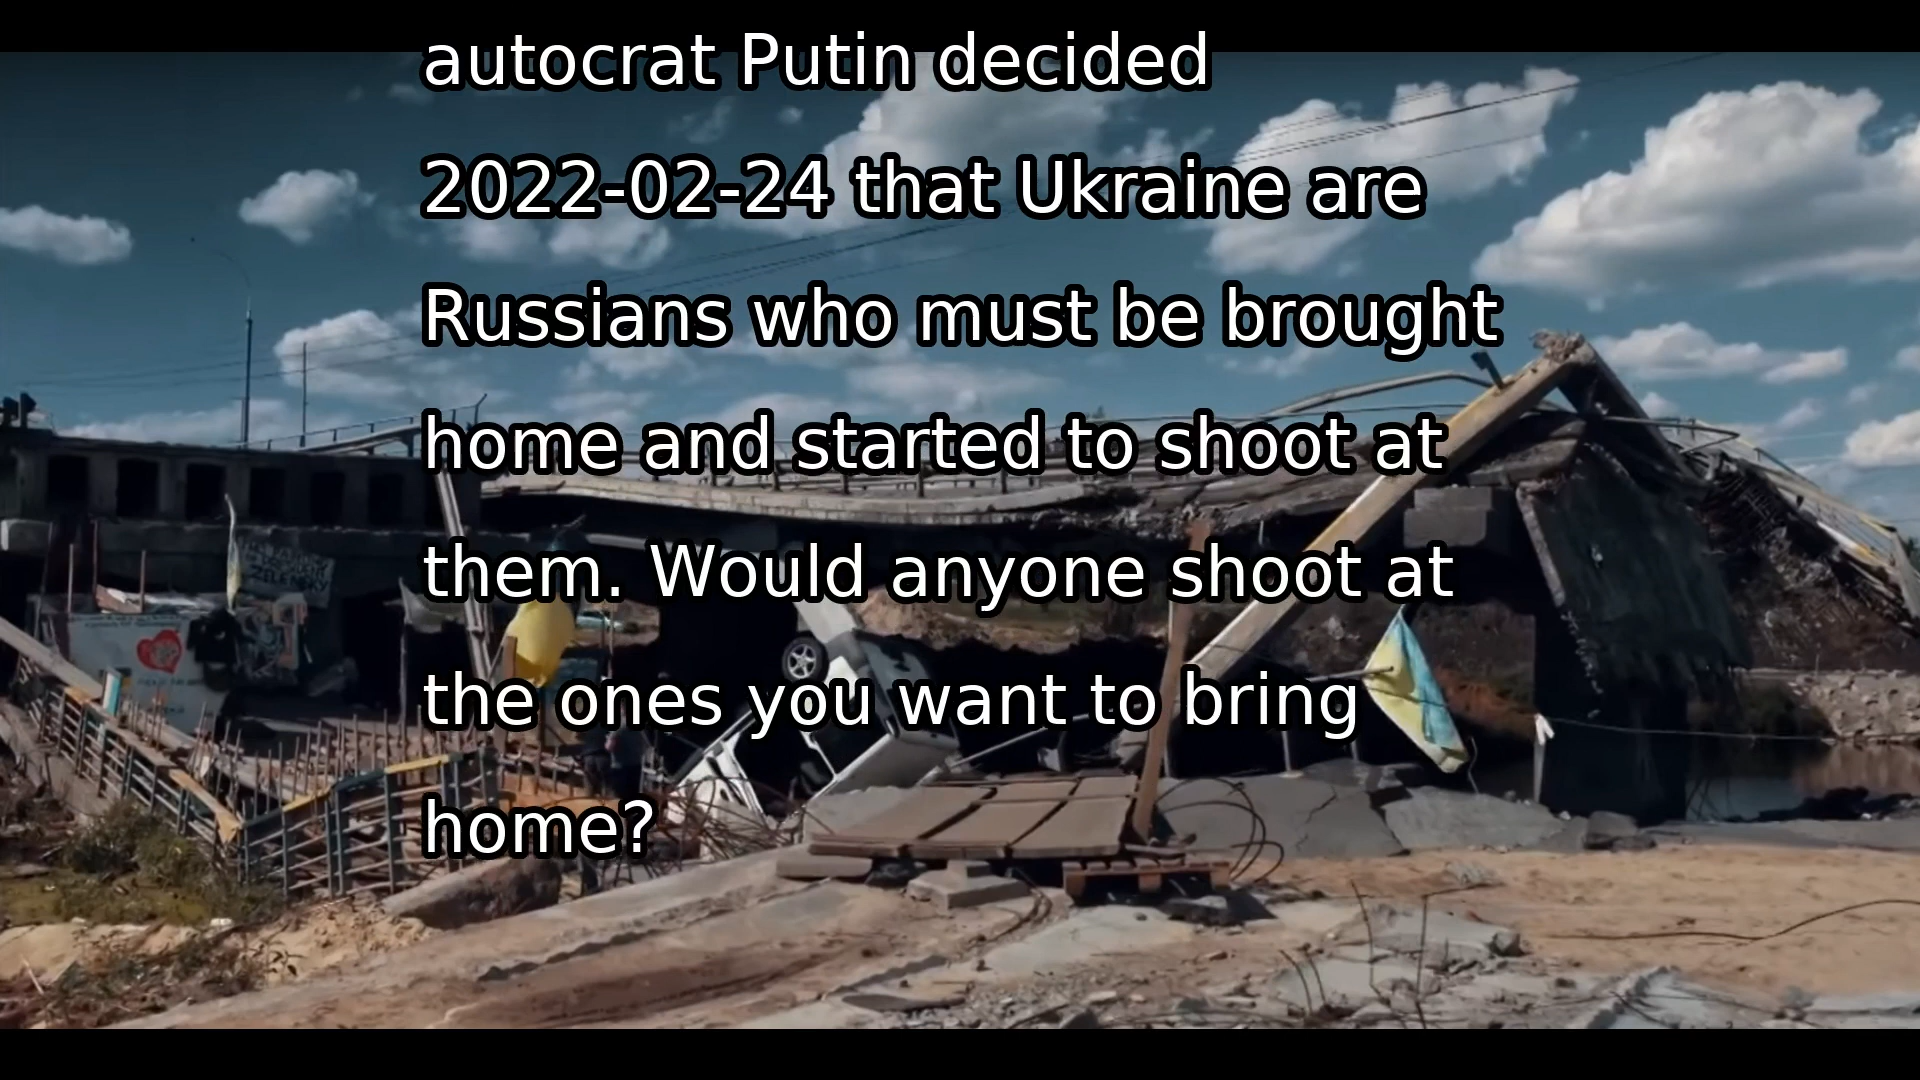 autocrat Putin decided
2022-02-24 that Ukraine are
Russians who must be brought
home and started to shoot at
them. Would anyone shoot at
the ones you want to bring
home?
ZELENSKY